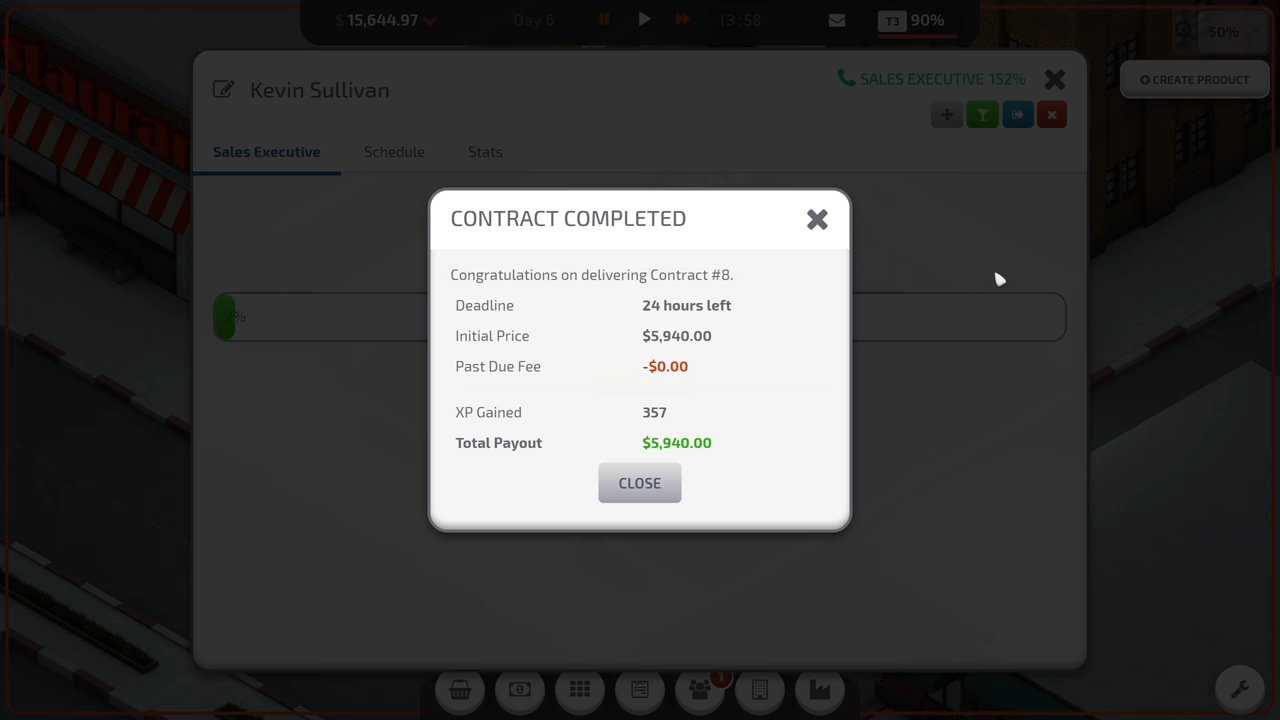 $ 15,644.97
Day 6
13:58
T3 90%
50%
Kevin Sullivan
SALES EXECUTIVE 152%
CREATE PRODUCT
Sales Executive
Schedule
Stats
CONTRACT COMPLETED
Congratulations on delivering Contract #8.
Deadline 24 hours left
Initial Price $5,940.00
2%
Past Due Fee -$0.00
XP Gained 357
Total Payout $5,940.00
CLOSE
1